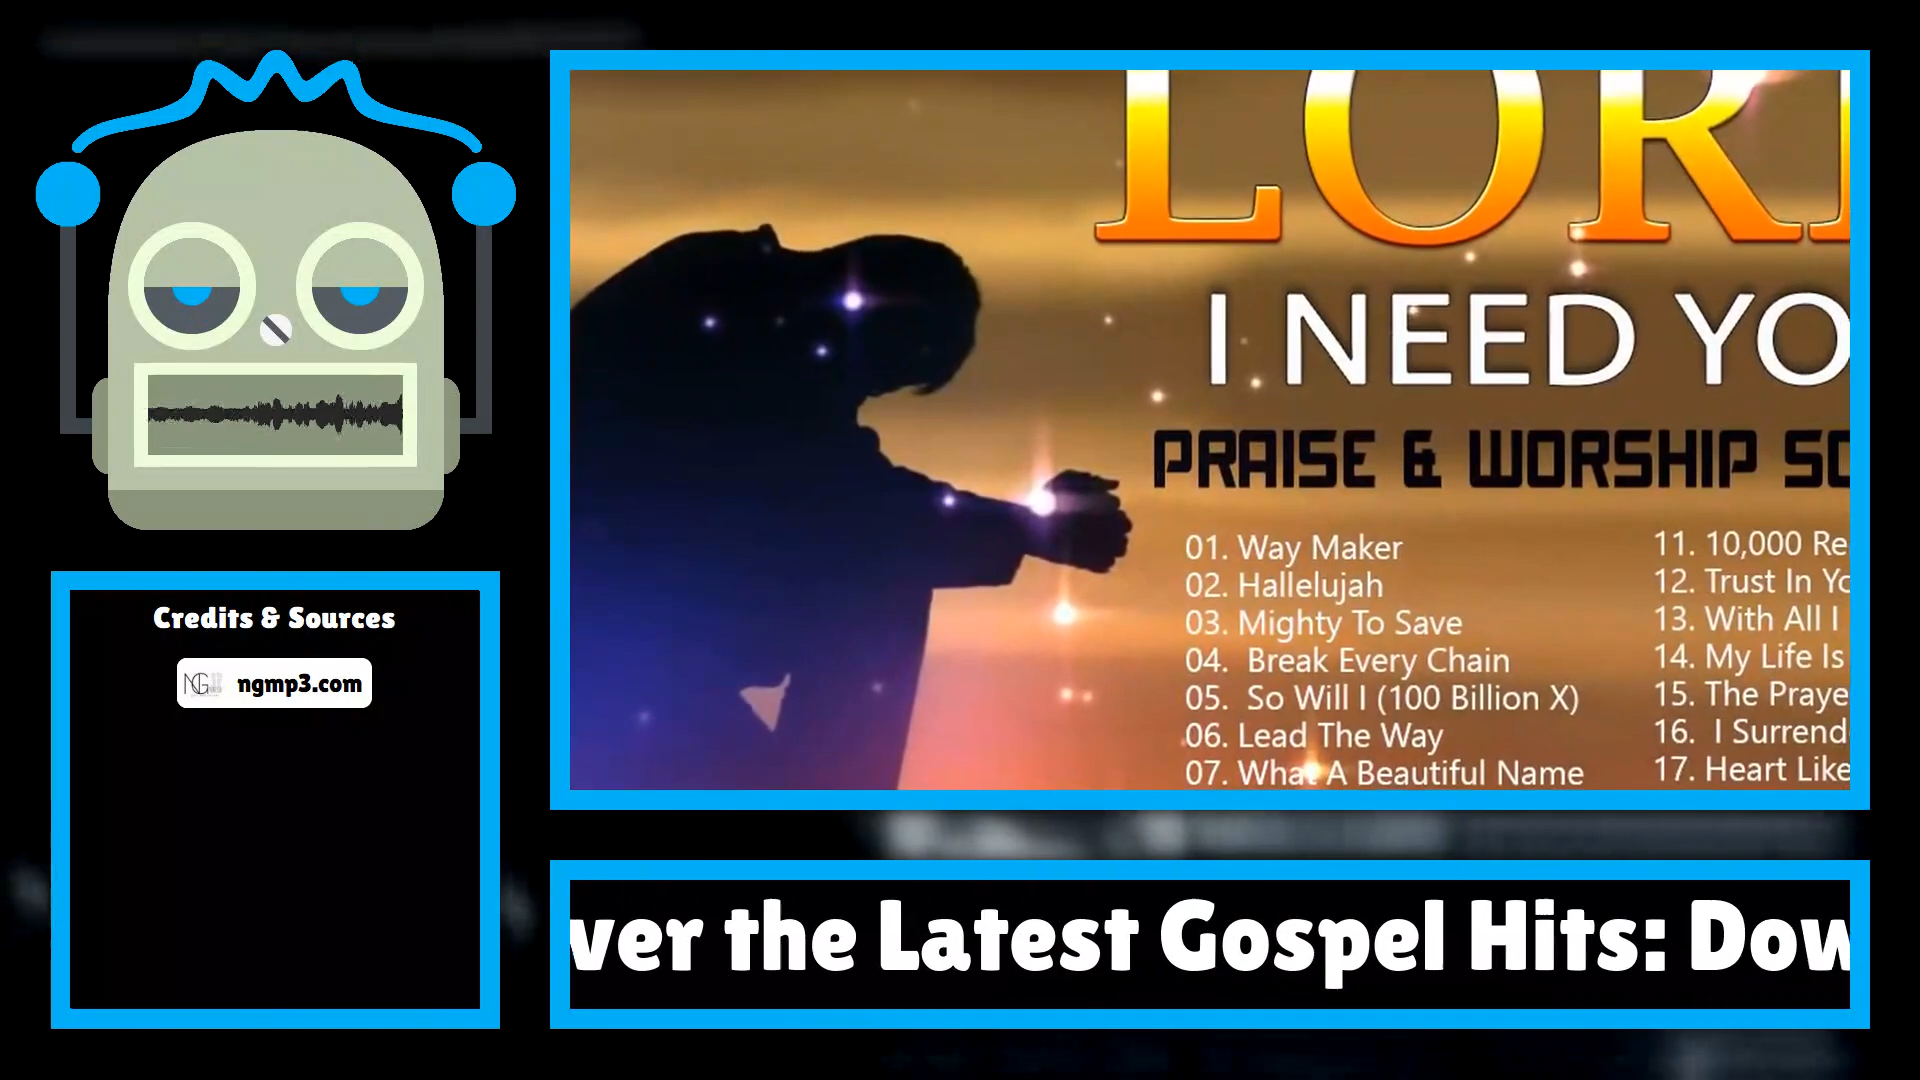 LOR
I NEED YO
PRAISE & WORSHIP SO
01. Way Maker
02. Hallelujah
03. Mighty To Save
04. Break Every Chain
05. So Will I (100 Billion X)
06. Lead The Way
07. What A Beautiful Name
11. 10,000 Re
12. Trust In Yo
13. With All I
14. My Life Is
15. The Praye
16. I Surrend
17. Heart Like
Credits & Sources
NG ngmp3.com
ver the Latest Gospel Hits: Dow